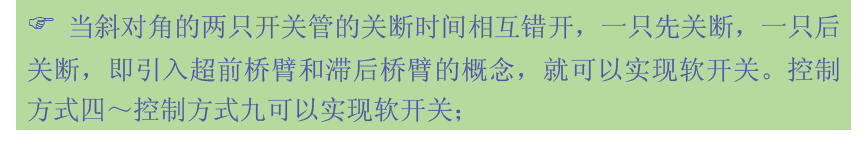 ☞ 当斜对角的两只开关管的关断时间相互错开，一只先关断，一只后
关断，即引入超前桥臂和滞后桥臂的概念，就可以实现软开关。控制
方式四～控制方式九可以实现软开关；